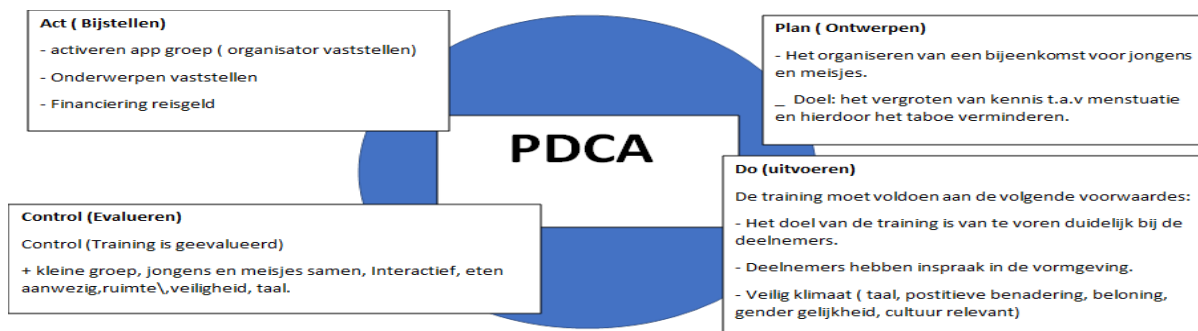 Act ( Bijstellen)
- activeren app groep ( organisator vaststellen)
- Onderwerpen vaststellen
- Financiering reisgeld
Plan ( Ontwerpen)
- Het organiseren van een bijeenkomst voor jongens
en meisjes.
_ Doel: het vergroten van kennis t.a.v menstuatie
en hierdoor het taboe verminderen.
PDCA
Do (uitvoeren)
De training moet voldoen aan de volgende voorwaardes:
- Het doel van de training is van te voren duidelijk bij de
deelnemers.
- Deelnemers hebben inspraak in de vormgeving.
- Veilig klimaat ( taal, postitieve benadering, beloning,
gender gelijkheid, cultuur relevant)
Control (Evalueren)
Control (Training is geevalueerd)
+ kleine groep, jongens en meisjes samen, Interactief, eten
aanwezig,ruimte\,veiligheid, taal.